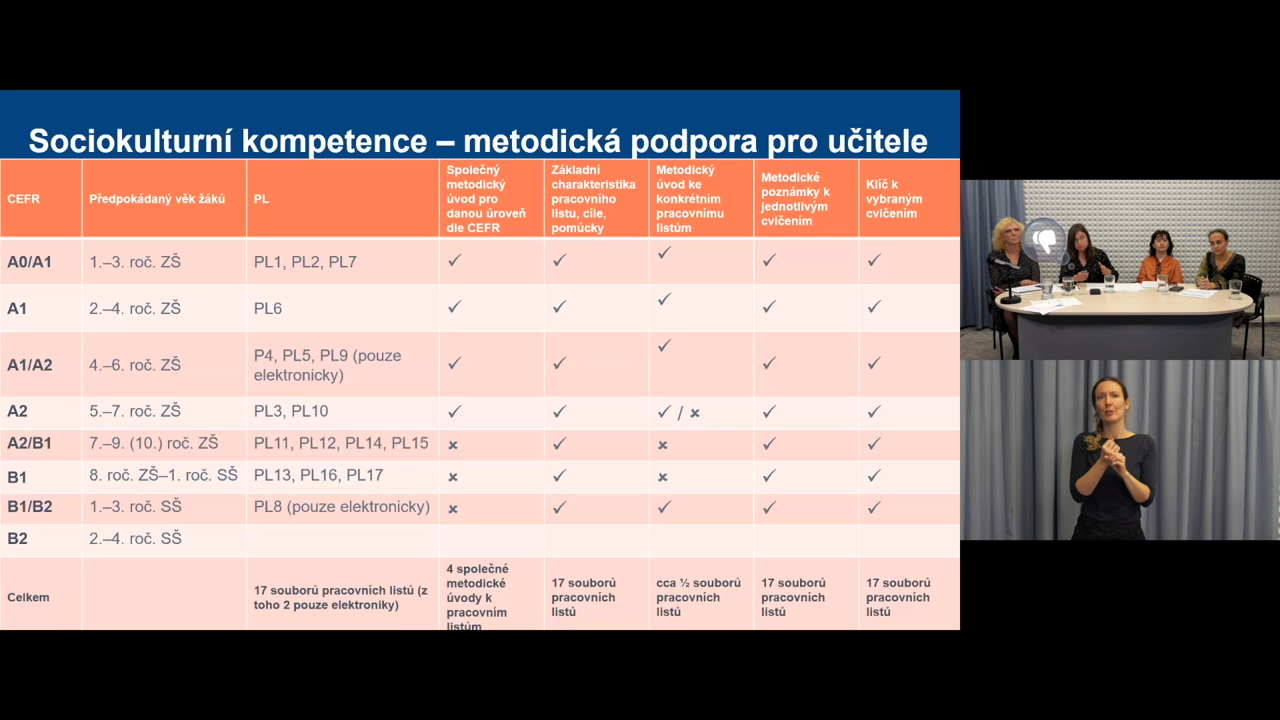 Sociokulturní kompetence – metodická podpora pro učitele
CEFR
Předpokádaný věk žáků
PL
Společný
metodický
úvod pro
danou úroveň
dle CEFR
Základní
charakteristika
pracovního
listu, cíle,
pomůcky
Metodický
úvod ke
konkrétním
pracovnímu
listům
Metodické
poznámky k
jednotlivým
cvičením
Klíč k
vybraným
cvičením
A0/A1
1.–3. roč. ZŠ
PL1, PL2, PL7
✓ ✓ ✓ ✓ ✓
A1
2.–4. roč. ZŠ
PL6
✓ ✓ ✓ ✓ ✓
A1/A2
4.–6. roč. ZŠ
P4, PL5, PL9 (pouze
elektronicky)
✓ ✓ ✓ ✓ ✓
A2
5.–7. roč. ZŠ
PL3, PL10
✓ ✓ ✓ / ✗ ✓ ✓
A2/B1
7.–9. (10.) roč. ZŠ
PL11, PL12, PL14, PL15
✗ ✓ ✗ ✓ ✓
B1
8. roč. ZŠ–1. roč. SŠ
PL13, PL16, PL17
✗ ✓ ✗ ✓ ✓
B1/B2
1.–3. roč. SŠ
PL8 (pouze elektronicky)
✗ ✓ ✓ ✓ ✓
B2
2.–4. roč. SŠ
Celkem
17 souborů pracovních listů (z
toho 2 pouze elektroniky)
4 společné
metodické
úvody k
pracovním
listům
17 souborů
pracovních
listů
cca ½ souborů
pracovních
listů
17 souborů
pracovních
listů
17 souborů
pracovních
listů